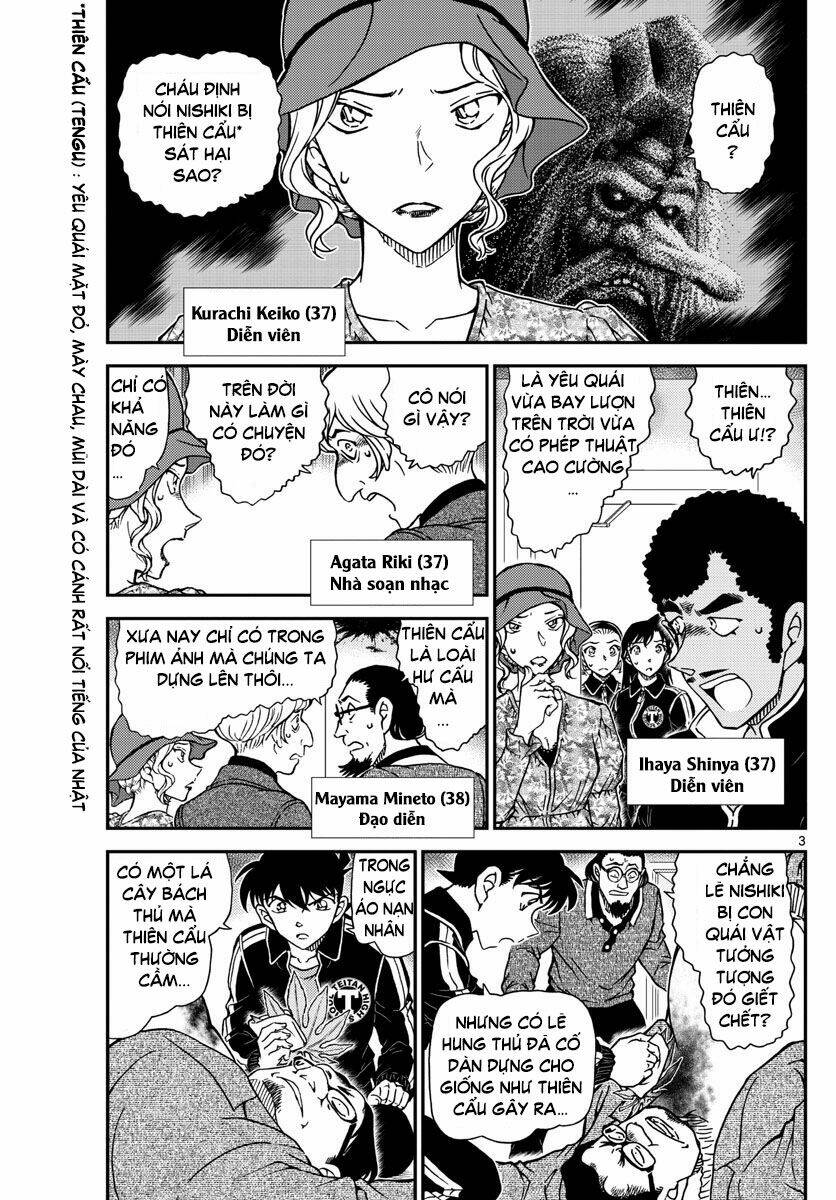 THIÊN
CẨU
?
CHÁU ĐỊNH
NÓI NISHIKI BỊ
THIÊN CẨU*
SÁT HẠI
SAO?
Kurachi Keiko (37)
Diễn viên
*THIÊN CẨU (TENGU) : YÊU QUÁI MẶT ĐỎ, MÀY CHAU, MŨI DÀI VÀ CÓ CÁNH RẤT NỔI TIẾNG CỦA NHẬT
THIÊN...
THIÊN
CẨU Ư!?
LÀ YÊU QUÁI
VỪA BAY LƯỢN
TRÊN TRỜI VỪA
CÓ PHÉP THUẬT
CAO CƯỜNG
...
Ihaya Shinya (37)
Diễn viên
CÔ NÓI
GÌ VẬY?
TRÊN ĐỜI
NÀY LÀM GÌ
CÓ CHUYỆN
ĐÓ?
CHỈ CÓ
KHẢ
NĂNG
ĐÓ
...
Agata Riki (37)
Nhà soạn nhạc
THIÊN CẨU
LÀ LOÀI
HƯ CẤU
MÀ
...
XƯA NAY CHỈ CÓ TRONG
PHIM ẢNH MÀ CHÚNG TA
DỰNG LÊN THÔI...
Mayama Mineto (38)
Đạo diễn
3
CHẲNG
LẼ NISHIKI
BỊ CON
QUÁI VẬT
TƯỞNG
TƯỢNG
ĐÓ GIẾT
CHẾT?
NHƯNG CÓ LẼ
HUNG THỦ ĐÃ CỐ
DÀN DỰNG CHO
GIỐNG NHƯ THIÊN
CẨU GÂY RA...
TRONG
NGỰC
ÁO NẠN
NHÂN
CÓ MỘT LÁ
CÂY BÁCH
THỦ MÀ
THIÊN CẨU
THƯỜNG
CẦM...
TEITAN HIGH
T